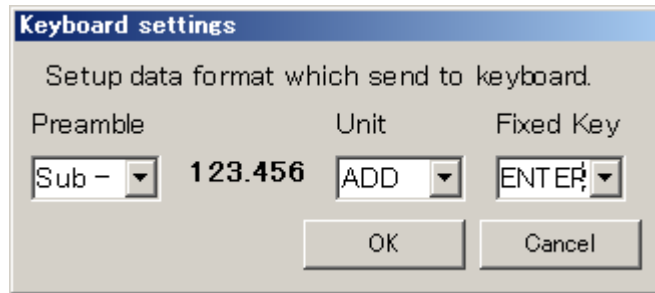 Keyboard settings
Setup data format which send to keyboard.
Preamble Unit Fixed Key
Sub - 123.456 ADD ENTER
OK Cancel